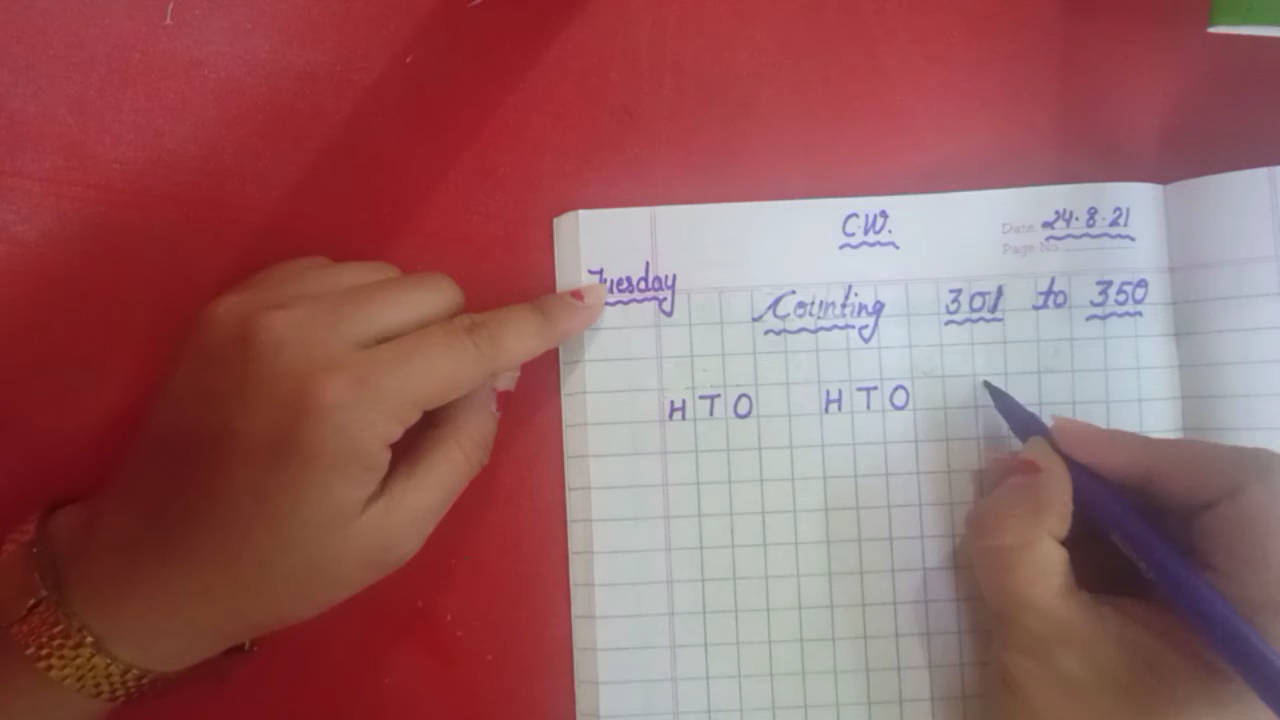 C.W.
Date 24.8.21
Page No.
Tuesday
Counting 301 to 350
H T O H T O